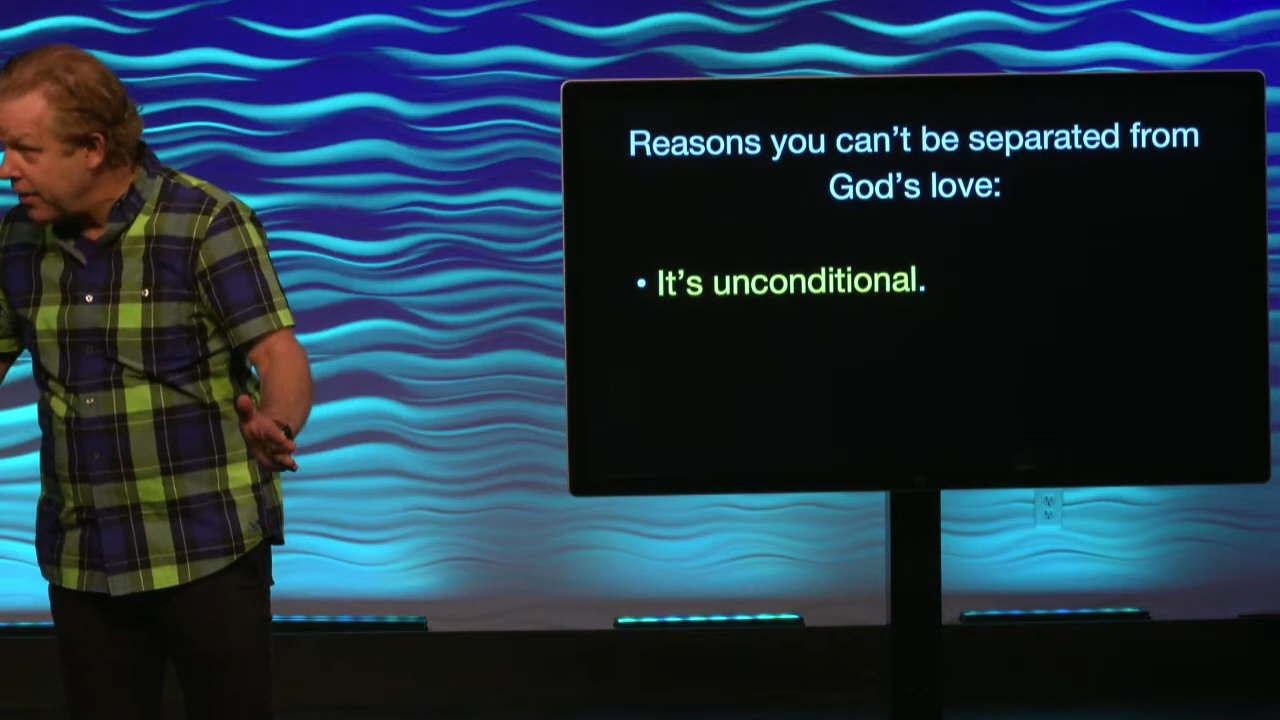 Reasons you can't be separated from
God's love:
• It's unconditional.